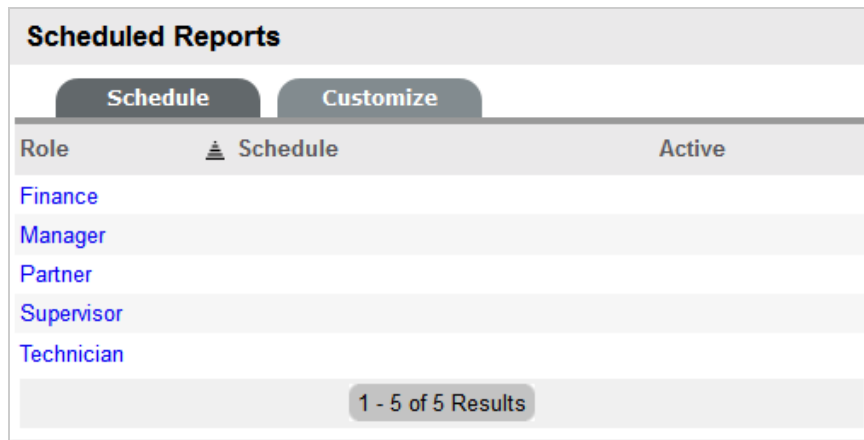 Scheduled Reports
Schedule Customize
Role Schedule Active
Finance
Manager
Partner
Supervisor
Technician
1 - 5 of 5 Results